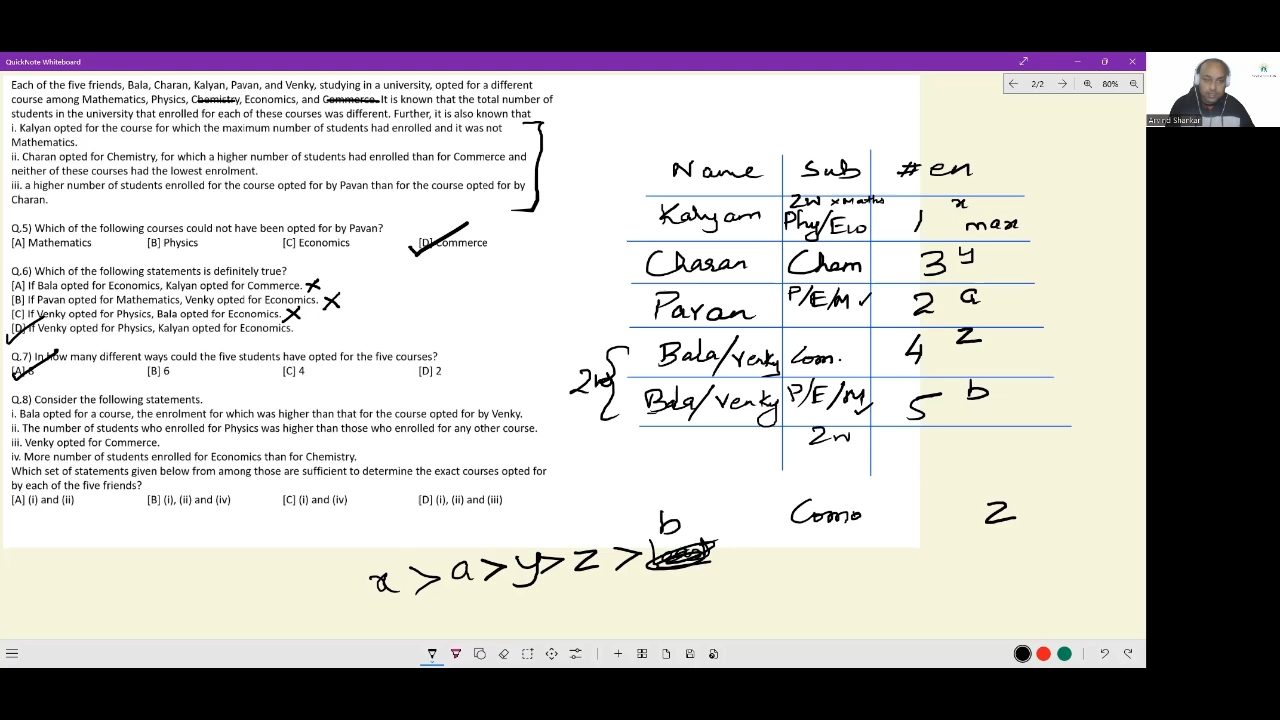 QuickNote Whiteboard
2/2
80%
Each of the five friends, Bala, Charan, Kalyan, Pavan, and Venky, studying in a university, opted for a different
course among Mathematics, Physics, Chemistry, Economics, and Commerce. It is known that the total number of
students in the university that enrolled for each of these courses was different. Further, it is also known that
i. Kalyan opted for the course for which the maximum number of students had enrolled and it was not
Mathematics.
ii. Charan opted for Chemistry, for which a higher number of students had enrolled than for Commerce and
neither of these courses had the lowest enrolment.
iii. a higher number of students enrolled for the course opted for by Pavan than for the course opted for by
Charan.
Q.5) Which of the following courses could not have been opted for by Pavan?
[A] Mathematics [B] Physics [C] Economics [D] Commerce
Q.6) Which of the following statements is definitely true?
[A] If Bala opted for Economics, Kalyan opted for Commerce. x
[B] If Pavan opted for Mathematics, Venky opted for Economics. x
[C] If Venky opted for Physics, Bala opted for Economics. x
[D] If Venky opted for Physics, Kalyan opted for Economics.
Q.7) In how many different ways could the five students have opted for the five courses?
[A] 8 [B] 6 [C] 4 [D] 2
Q.8) Consider the following statements.
i. Bala opted for a course, the enrolment for which was higher than that for the course opted for by Venky.
ii. The number of students who enrolled for Physics was higher than those who enrolled for any other course.
iii. Venky opted for Commerce.
iv. More number of students enrolled for Economics than for Chemistry.
Which set of statements given below from among those are sufficient to determine the exact courses opted for
by each of the five friends?
[A] (i) and (ii) [B] (i), (ii) and (iv) [C] (i) and (iv) [D] (i), (ii) and (iii)
Name Sub # en
2w x Maths
Kalyan Phy/Eco 1 x max
Charan Chem 3 y
Pavan P/E/M ✓ 2 a
2w Bala/Venky Com. 4 z
Bala/Venky P/E/M ✓ 5 b
2w
Com z
x > a > y > z > b
Arvind Shankar